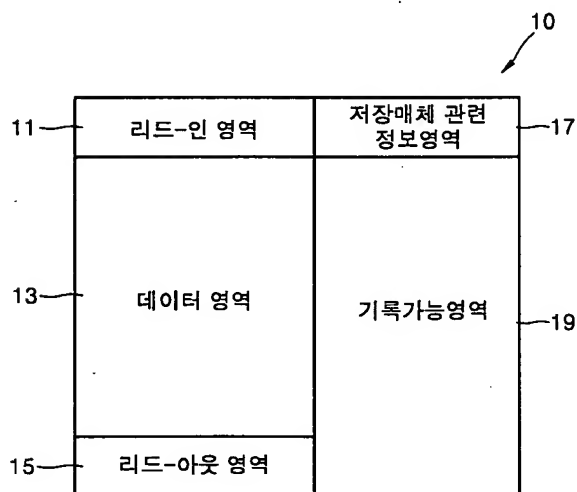 10
11
리드-인 영역
저장매체 관련
정보영역
17
13
데이터 영역
기록가능영역
19
15
리드-아웃 영역